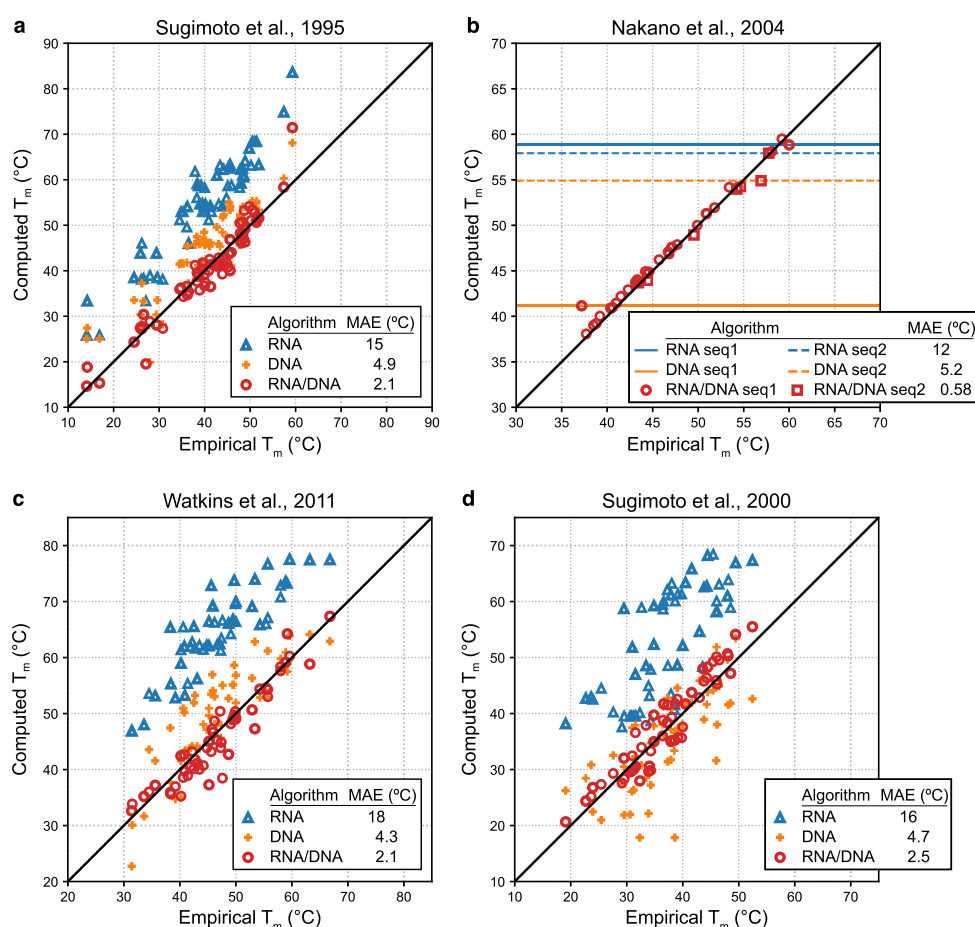 a
Sugimoto et al., 1995
90
80
70
60
50
40
30
20
10
Computed Tm (°C)
10 20 30 40 50 60 70 80 90
Empirical Tm (°C)
Algorithm MAE (ºC)
RNA 15
DNA 4.9
RNA/DNA 2.1
b
Nakano et al., 2004
70
65
60
55
50
45
40
35
30
Computed Tm (°C)
30 35 40 45 50 55 60 65 70
Empirical Tm (°C)
Algorithm MAE (ºC)
RNA seq1 RNA seq2 12
DNA seq1 DNA seq2 5.2
RNA/DNA seq1 RNA/DNA seq2 0.58
c
Watkins et al., 2011
80
70
60
50
40
30
20
Computed Tm (°C)
20 30 40 50 60 70 80
Empirical Tm (°C)
Algorithm MAE (ºC)
RNA 18
DNA 4.3
RNA/DNA 2.1
d
Sugimoto et al., 2000
70
60
50
40
30
20
10
Computed Tm (°C)
10 20 30 40 50 60 70
Empirical Tm (°C)
Algorithm MAE (ºC)
RNA 16
DNA 4.7
RNA/DNA 2.5